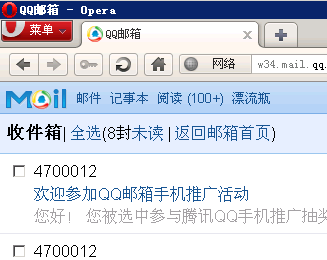 QQ邮箱 - Opera
菜单
QQ邮箱
网络 w34.mail.qq.
Mail 邮件 记事本 阅读 (100+) 漂流瓶
收件箱| 全选(8封未读 | 返回邮箱首页)
4700012
欢迎参加QQ邮箱手机推广活动
您好！ 您被选中参与腾讯QQ手机推广抽奖
4700012